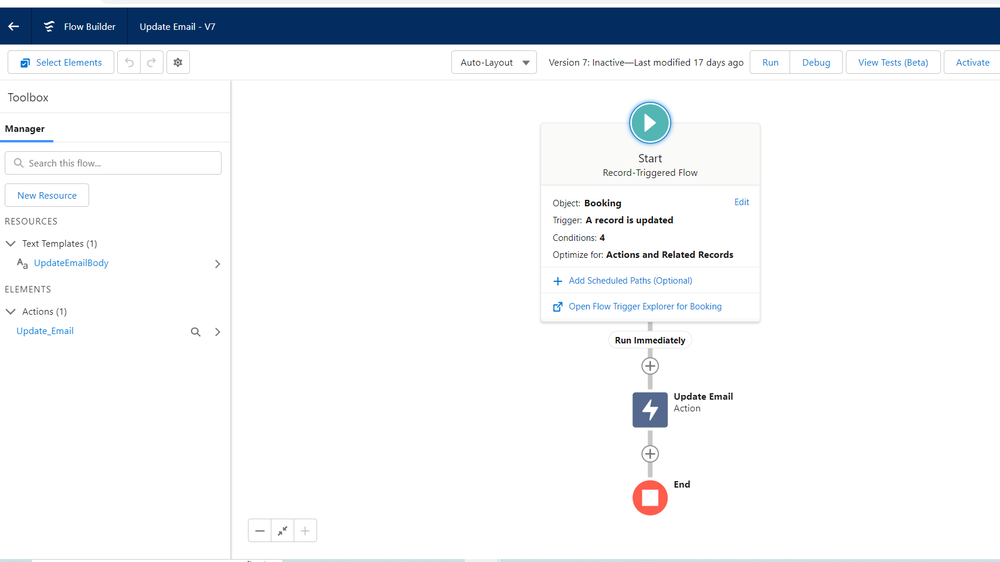 Flow Builder
Update Email - V7
Select Elements
Auto-Layout
Version 7: Inactive—Last modified 17 days ago
Run
Debug
View Tests (Beta)
Activate
Toolbox
Manager
Search this flow...
New Resource
RESOURCES
Text Templates (1)
Aa UpdateEmailBody
ELEMENTS
Actions (1)
Update_Email
Start
Record-Triggered Flow
Object: Booking
Edit
Trigger: A record is updated
Conditions: 4
Optimize for: Actions and Related Records
Add Scheduled Paths (Optional)
Open Flow Trigger Explorer for Booking
Run Immediately
Update Email
Action
End